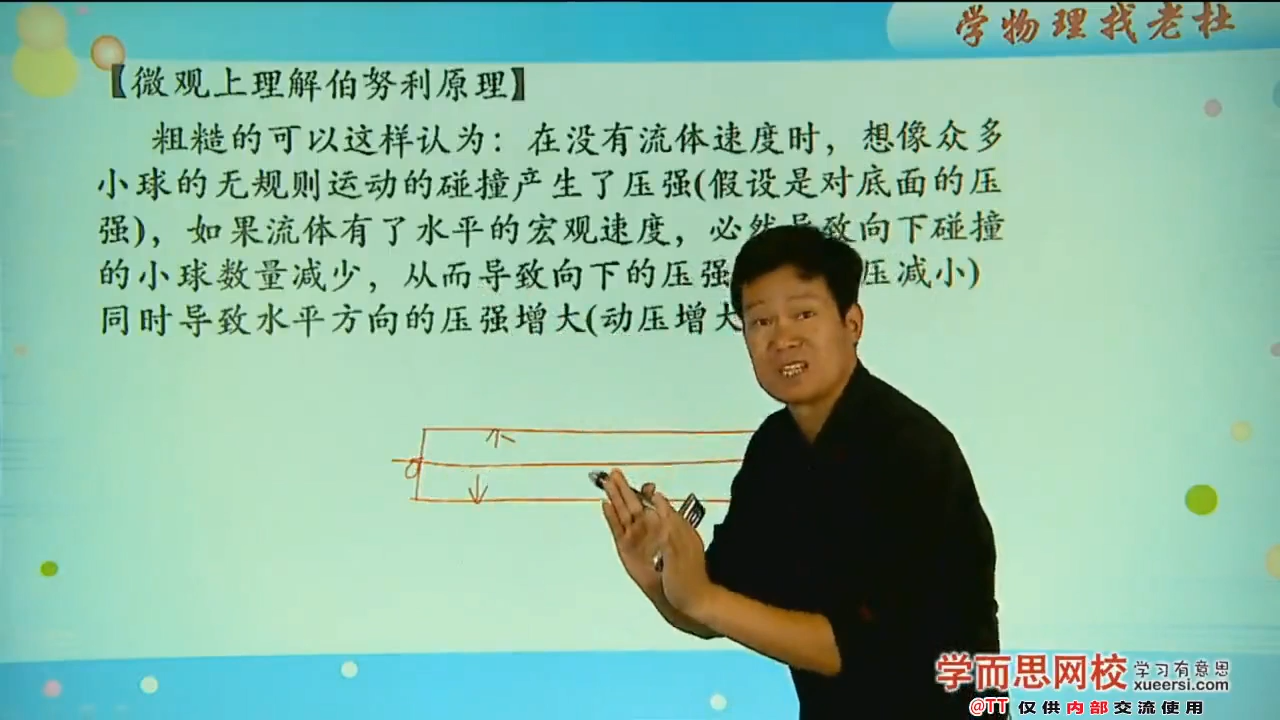 学物理找老杜
【微观上理解伯努利原理】
粗糙的可以这样认为：在没有流体速度时，想像众多
小球的无规则运动的碰撞产生了压强(假设是对底面的压
强)，如果流体有了水平的宏观速度，必然导致向下碰撞
的小球数量减少，从而导致向下的压强 压减小)
同时导致水平方向的压强增大(动压增大
学而思网校 学习有意思
xueersi.com
@TT 仅供内部交流使用